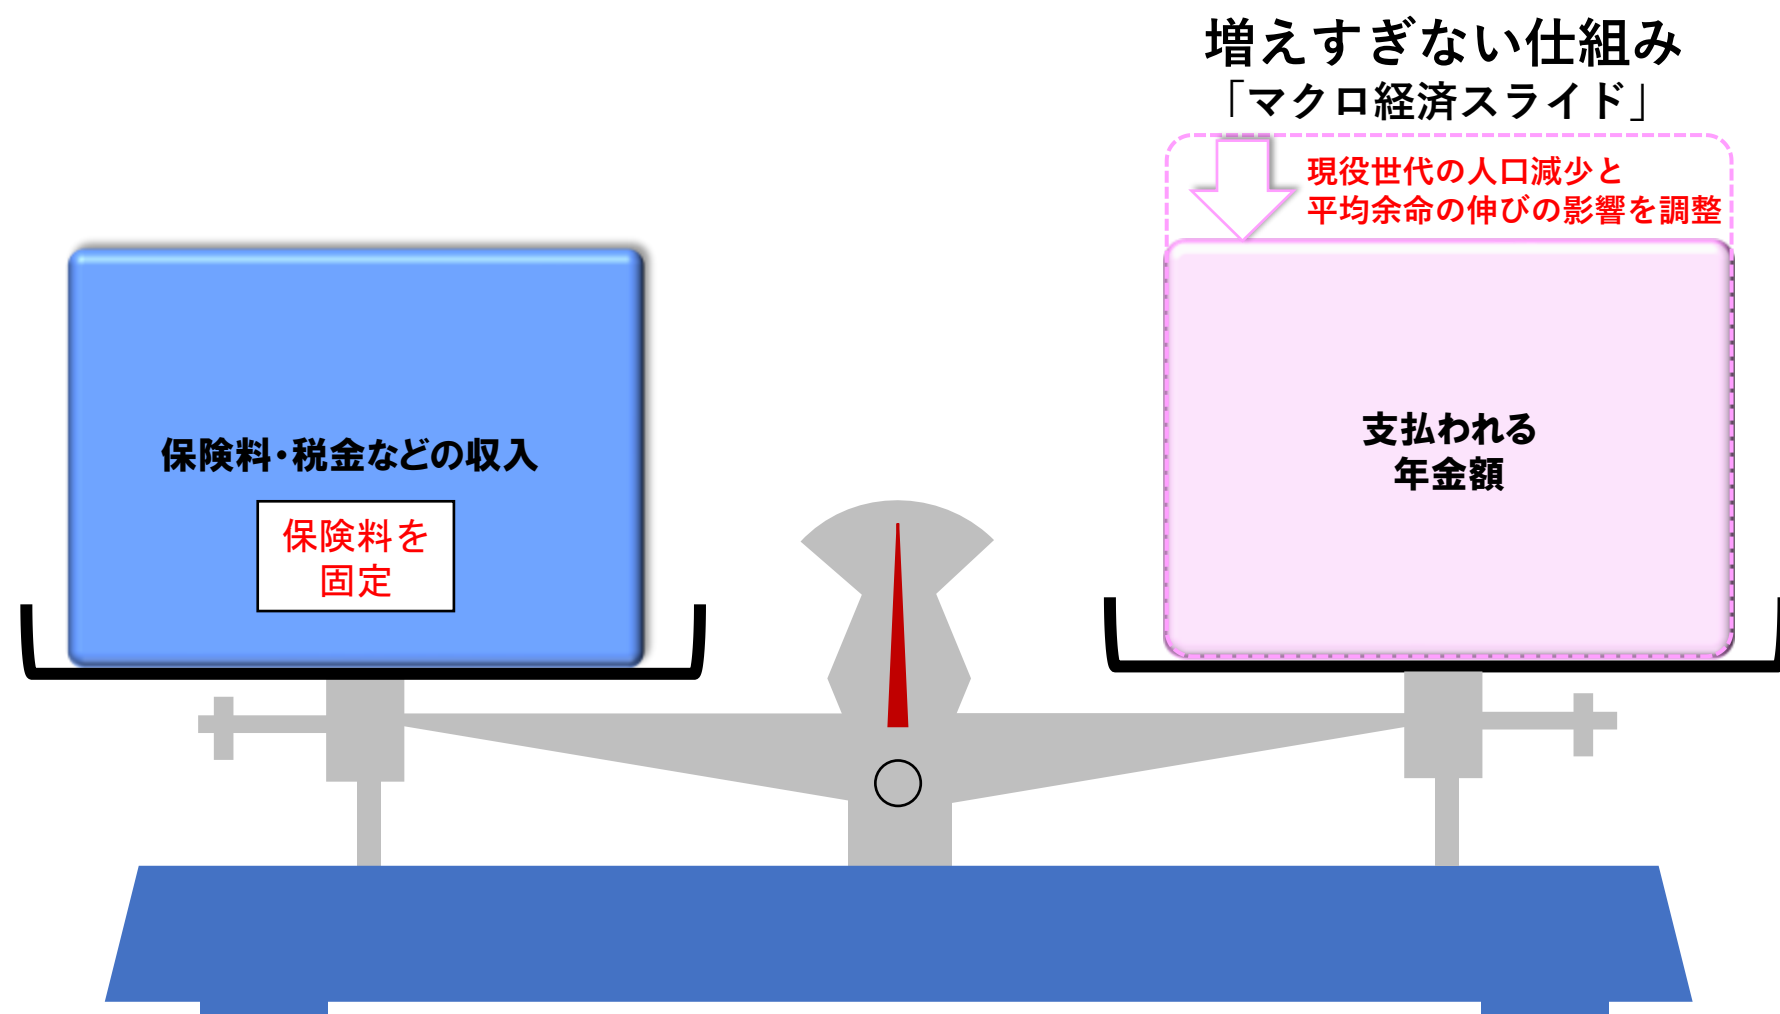 増えすぎない仕組み
「マクロ経済スライド」
現役世代の人口減少と
平均余命の伸びの影響を調整
保険料・税金などの収入
保険料を
固定
支払われる
年金額